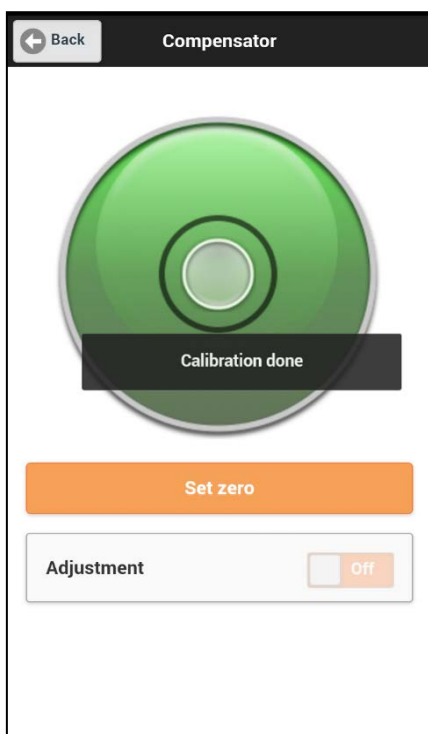 Back
Compensator
Calibration done
Set zero
Adjustment
Off